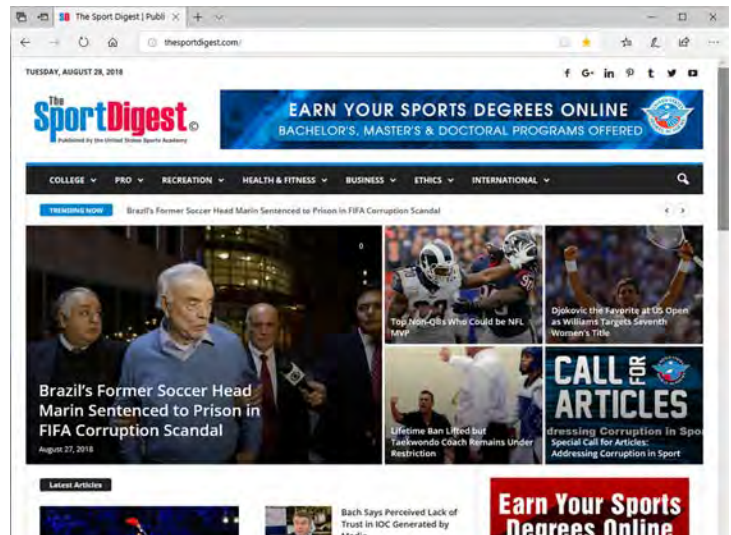 The Sport Digest | Publi
thesportdigest.com/
TUESDAY, AUGUST 28, 2018
The
SportDigest©
Published by the United States Sports Academy
EARN YOUR SPORTS DEGREES ONLINE
BACHELOR'S, MASTER'S & DOCTORAL PROGRAMS OFFERED
COLLEGE PRO RECREATION HEALTH & FITNESS BUSINESS ETHICS INTERNATIONAL
TRENDING NOW Brazil's Former Soccer Head Marin Sentenced to Prison in FIFA Corruption Scandal
0
Brazil's Former Soccer Head
Marin Sentenced to Prison in
FIFA Corruption Scandal
August 27, 2018
Top Non-QBs Who Could be NFL
MVP
Djokovic the Favorite at US Open
as Williams Targets Seventh
Women's Title
Lifetime Ban Lifted but
Taekwondo Coach Remains Under
Restriction
CALL FOR
ARTICLES
dressing Corruption in Spo
Special Call for Articles:
Addressing Corruption in Sport
Latest Articles
Bach Says Perceived Lack of
Trust in IOC Generated by
Media
Earn Your Sports
Degrees Online